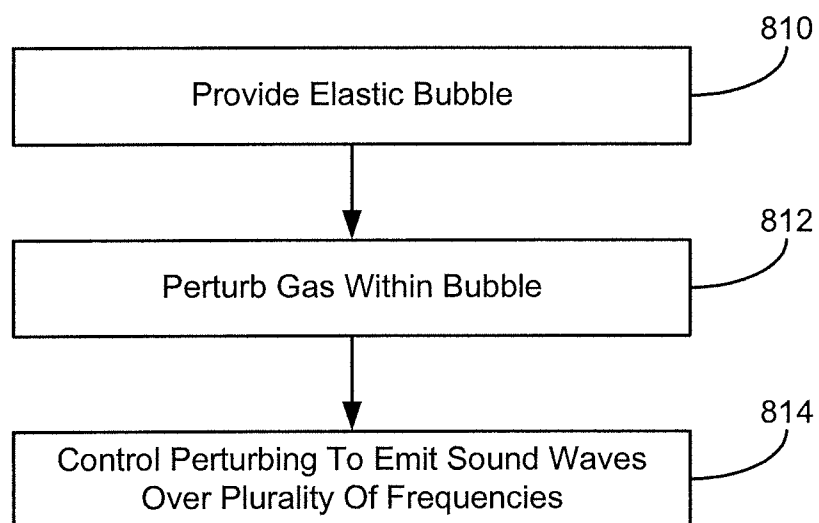 810
Provide Elastic Bubble
812
Perturb Gas Within Bubble
814
Control Perturbing To Emit Sound Waves
Over Plurality Of Frequencies